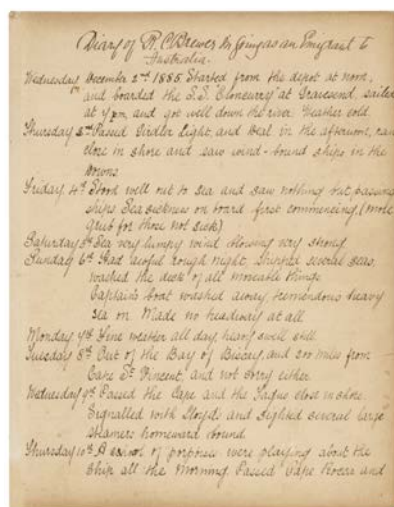 Diary of R. C. Brewer In Going as an Emigrant to
Australia.
Wednesday December 2nd 1885 Started from the depot at noon,
and boarded the S.S. "Cloncurry" at Gravesend, sailed
at 4 pm and got well down the river. Weather cold.
Thursday 3rd Passed Girdler Light, and Deal in the afternoon, ran
close in shore and saw wind-bound ships in the
Downs.
Friday 4th Stood well out to sea and saw nothing but passing
ships Sea sickness on board first commencing, (more
grub for those not sick)
Saturday 5th Sea very lumpy wind blowing very strong.
Sunday 6th Had awful rough night, Shipped several seas,
washed the deck of all moveable things.
Captain's boat washed away, tremendous heavy
sea on. Made no headway at all.
Monday 7th Fine weather all day, heavy swell still.
Tuesday 8th Out of the Bay of Biscay, and 200 miles from
Cape St Vincent, and not sorry either.
Wednesday 9th Passed the Cape and the Tagus close in shore.
Signalled with Lloyds and Sighted several large
steamers homeward bound.
Thursday 10th A school of porpoises were playing about the
ship all the Morning Passed Cape and